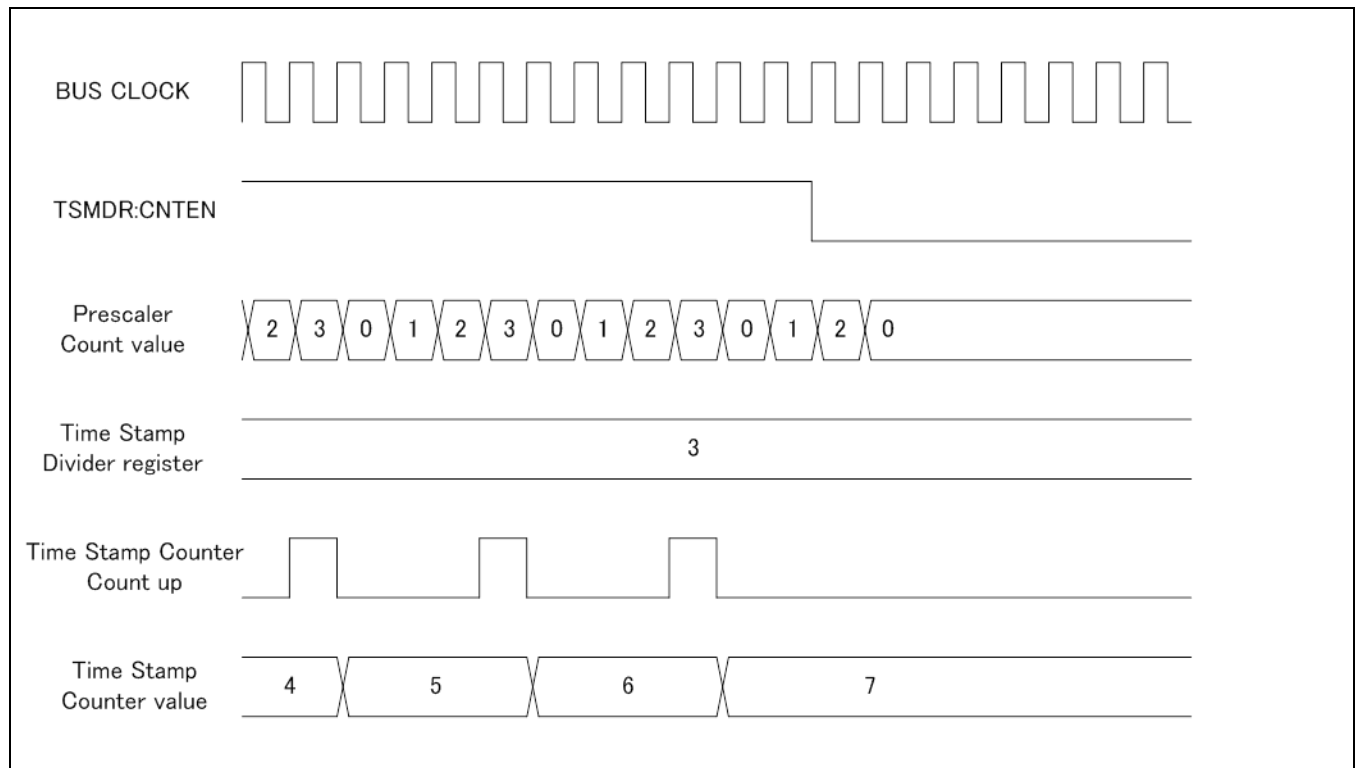 BUS CLOCK
TSMDR:CNTEN
Prescaler
Count value
2 3 0 1 2 3 0 1 2 3 0 1 2 0
Time Stamp
Divider register
3
Time Stamp Counter
Count up
Time Stamp
Counter value
4 5 6 7